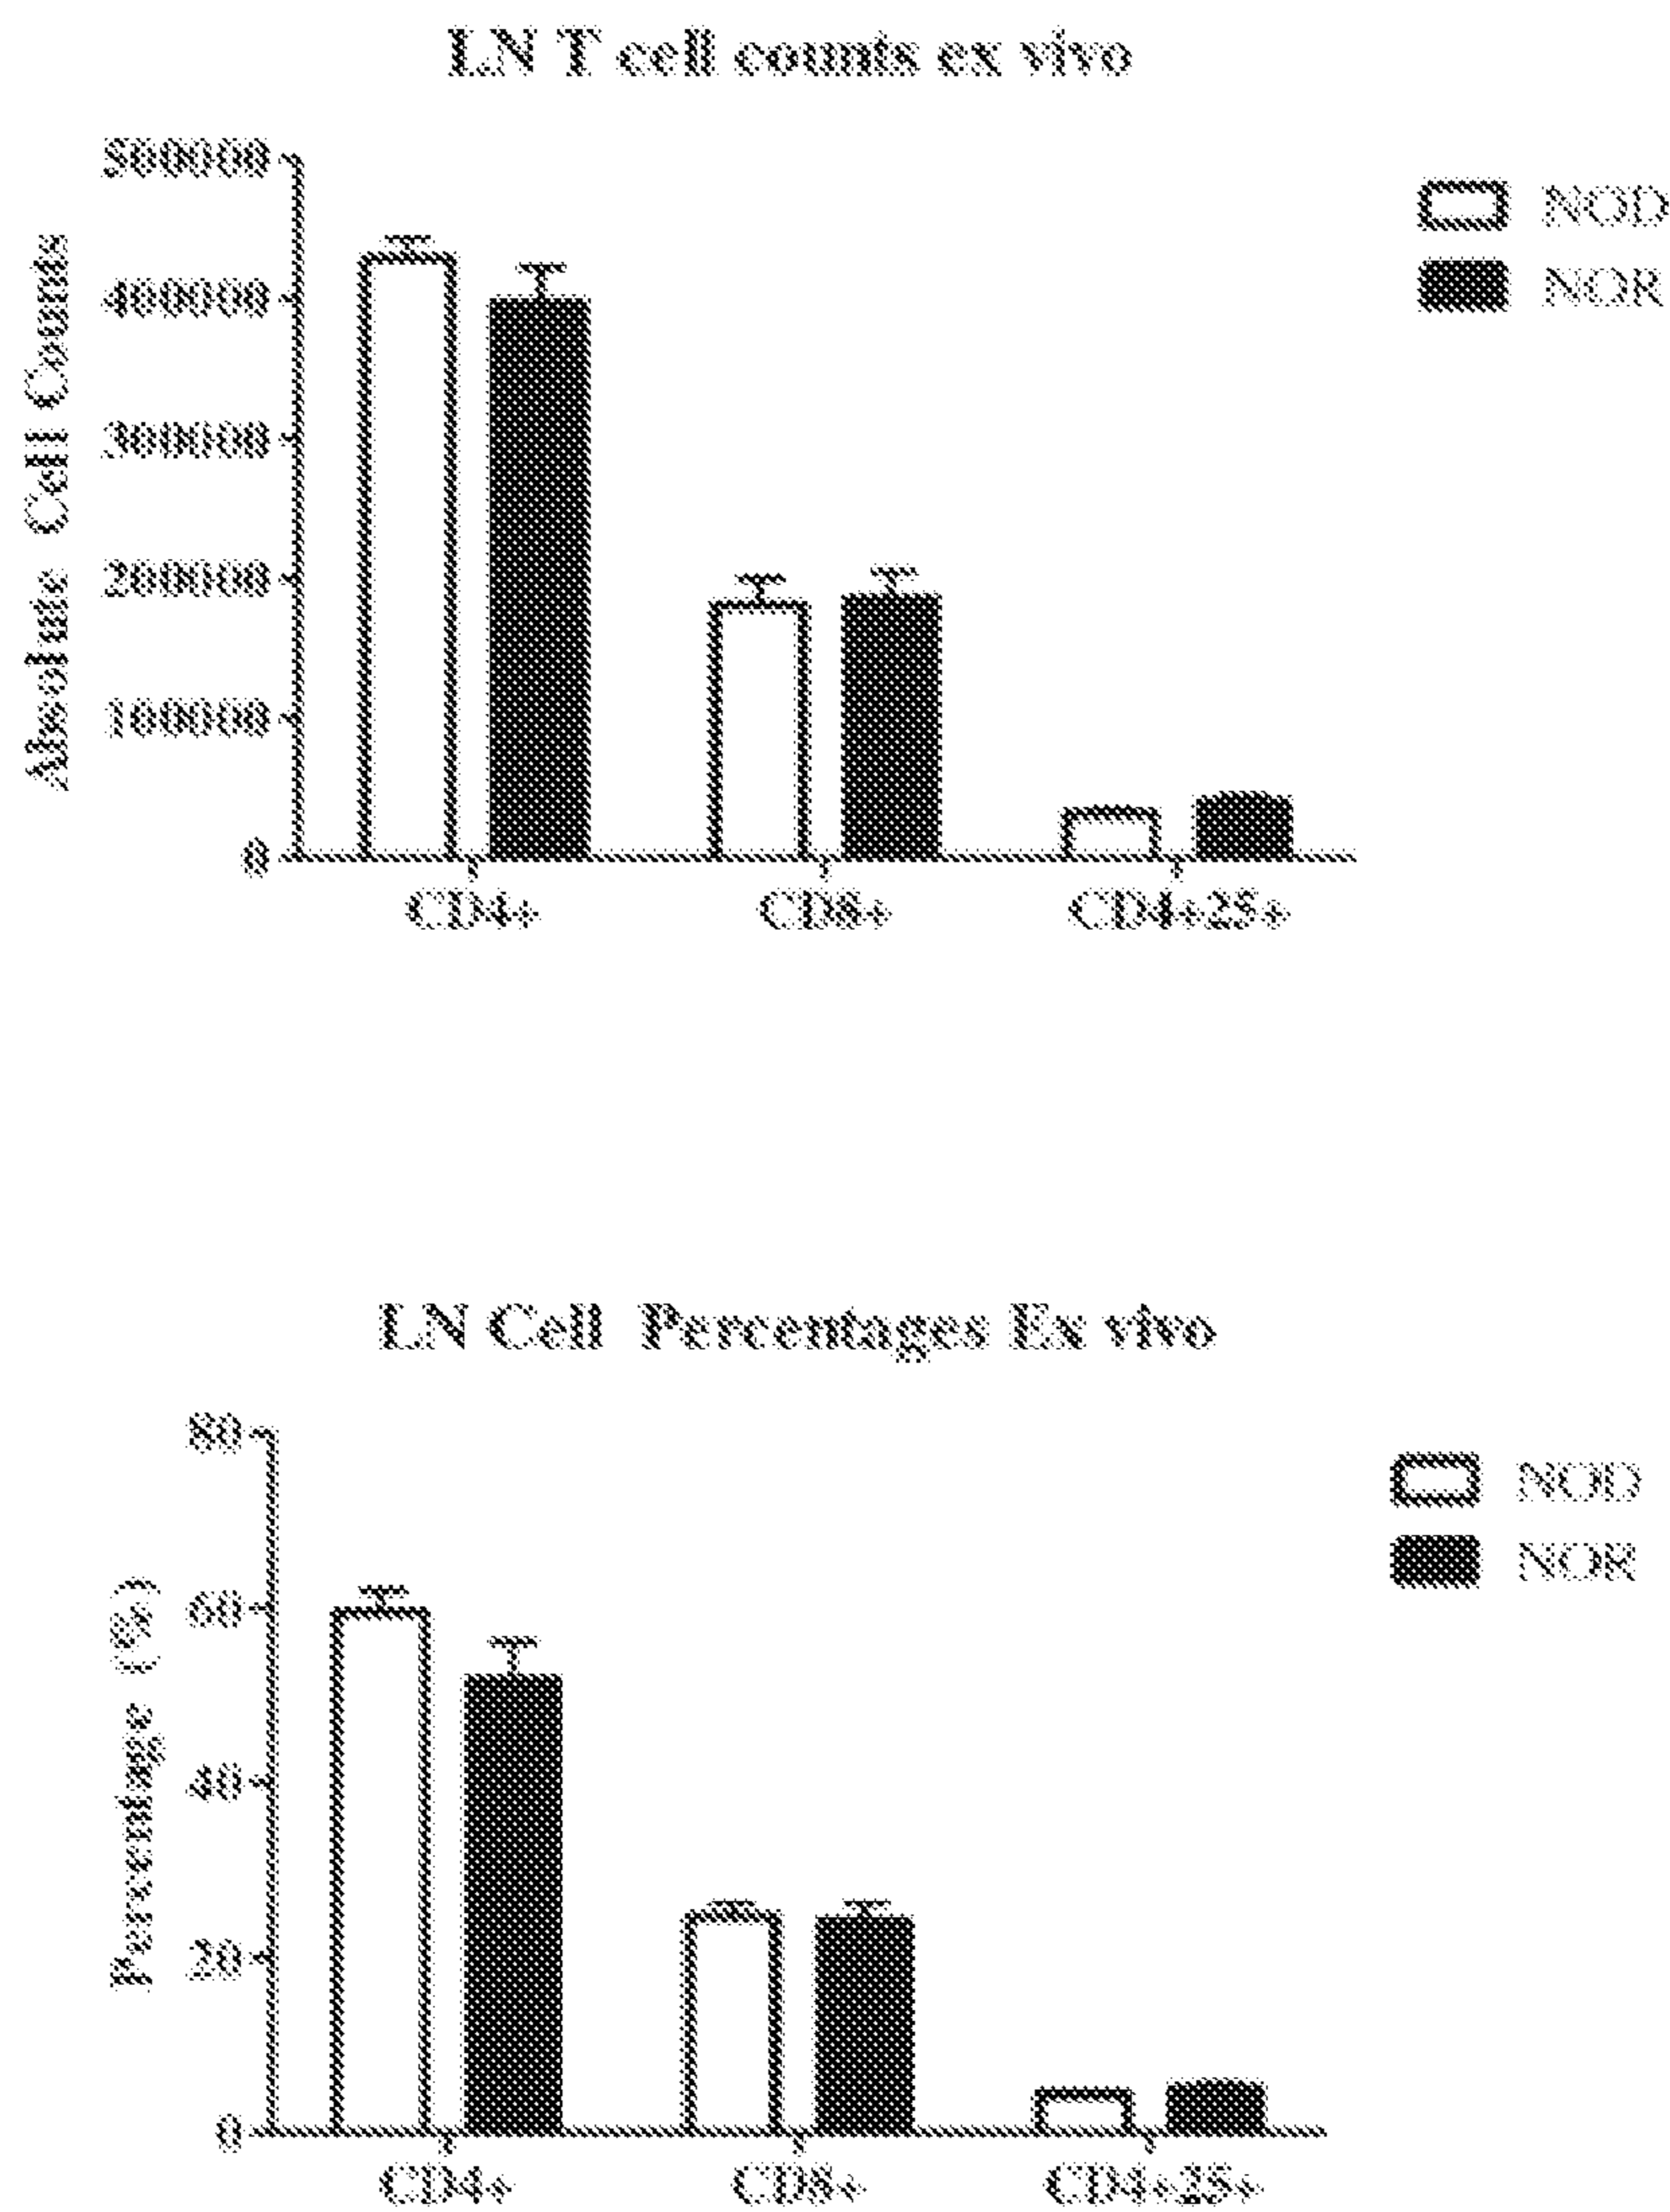 LN T cell counts ex vivo
Absolute Cell Counts
500000
400000
300000
200000
100000
0
CD4+
CD8+
CD4+25+
NOD
NOR
LN Cell Percentages Ex vivo
Percentage (%)
80
60
40
20
0
CD4+
CD8+
CD4+25+
NOD
NOR